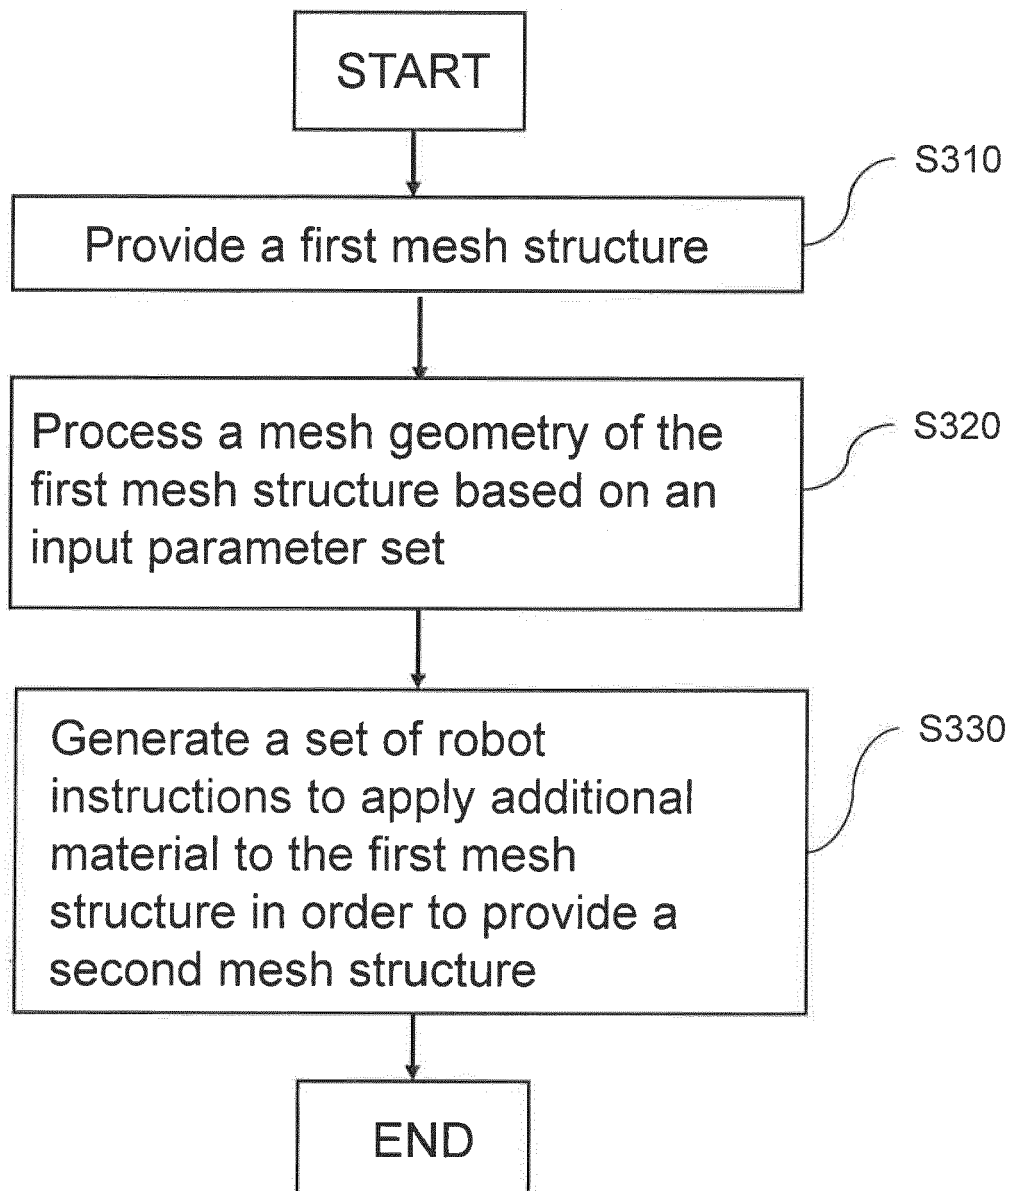 START
S310
Provide a first mesh structure
S320
Process a mesh geometry of the
first mesh structure based on an
input parameter set
S330
Generate a set of robot
instructions to apply additional
material to the first mesh
structure in order to provide a
second mesh structure
END